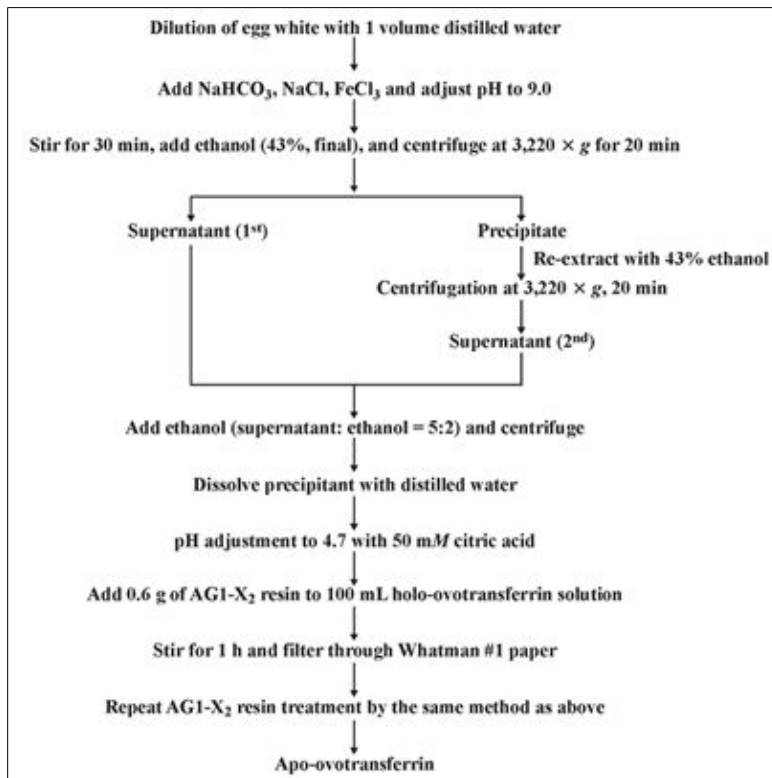 Dilution of egg white with 1 volume distilled water
Add NaHCO₃, NaCl, FeCl₃ and adjust pH to 9.0
Stir for 30 min, add ethanol (43%, final), and centrifuge at 3,220 × g for 20 min
Supernatant (1ˢᵗ)
Precipitate
Re-extract with 43% ethanol
Centrifugation at 3,220 × g, 20 min
Supernatant (2ⁿᵈ)
Add ethanol (supernatant: ethanol = 5:2) and centrifuge
Dissolve precipitant with distilled water
pH adjustment to 4.7 with 50 mM citric acid
Add 0.6 g of AG1-X₂ resin to 100 mL holo-ovotransferrin solution
Stir for 1 h and filter through Whatman #1 paper
Repeat AG1-X₂ resin treatment by the same method as above
Apo-ovotransferrin